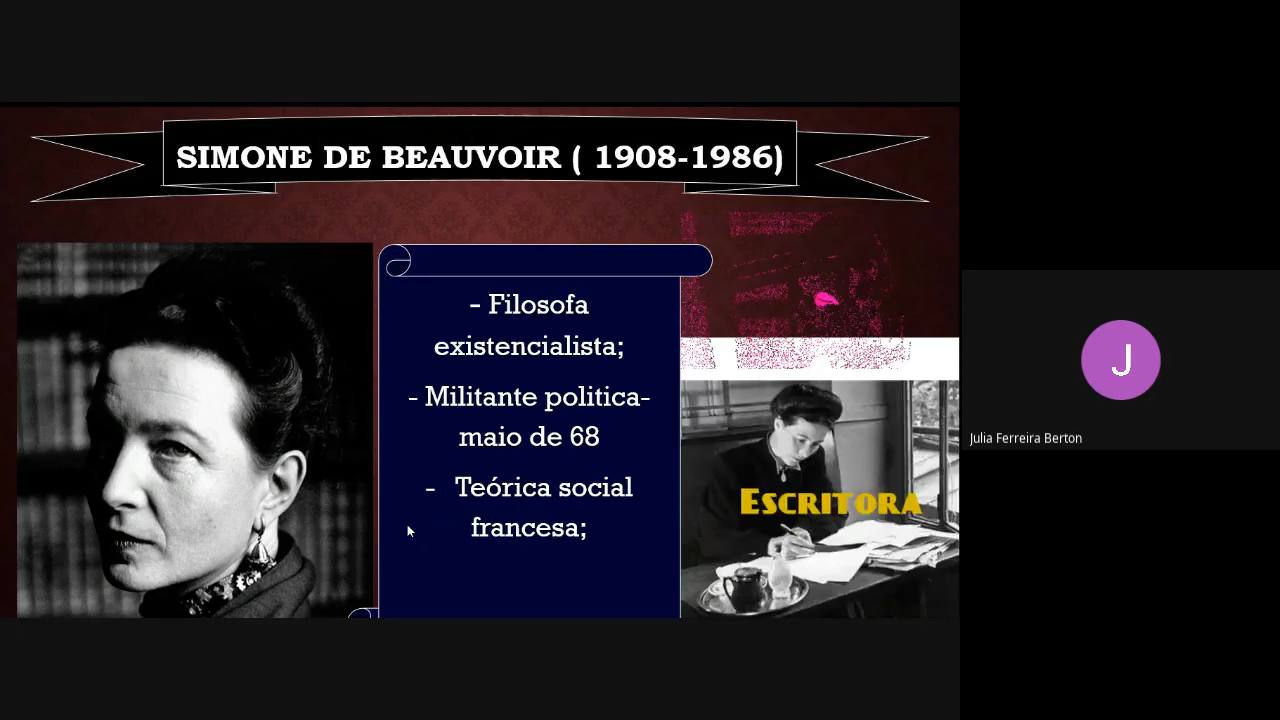 SIMONE DE BEAUVOIR ( 1908-1986)
- Filosofa
existencialista;
- Militante politica-
maio de 68
- Teórica social
francesa;
ESCRITORA
J
Julia Ferreira Berton